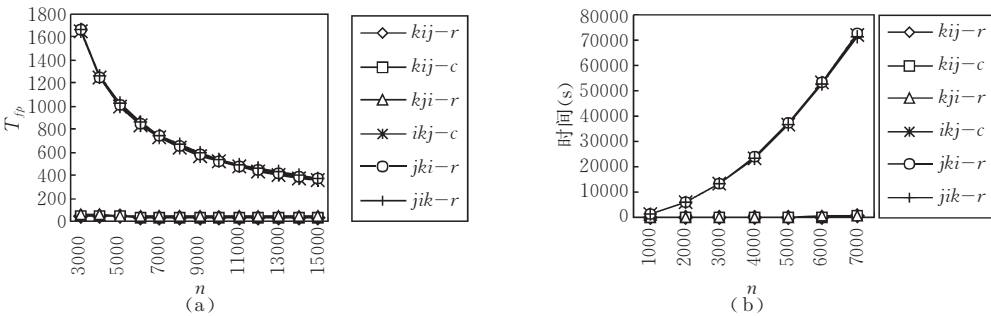 1800
1600
1400
1200
1000
800
600
400
200
0
T_fp
3000
5000
7000
9000
11000
13000
15000
n
(a)
kij−r
kij−c
kji−r
ikj−c
jki−r
jik−r
80000
70000
60000
50000
40000
30000
20000
10000
0
时间(s)
1000
2000
3000
4000
5000
6000
7000
n
(b)
kij−r
kij−c
kji−r
ikj−c
jki−r
jik−r